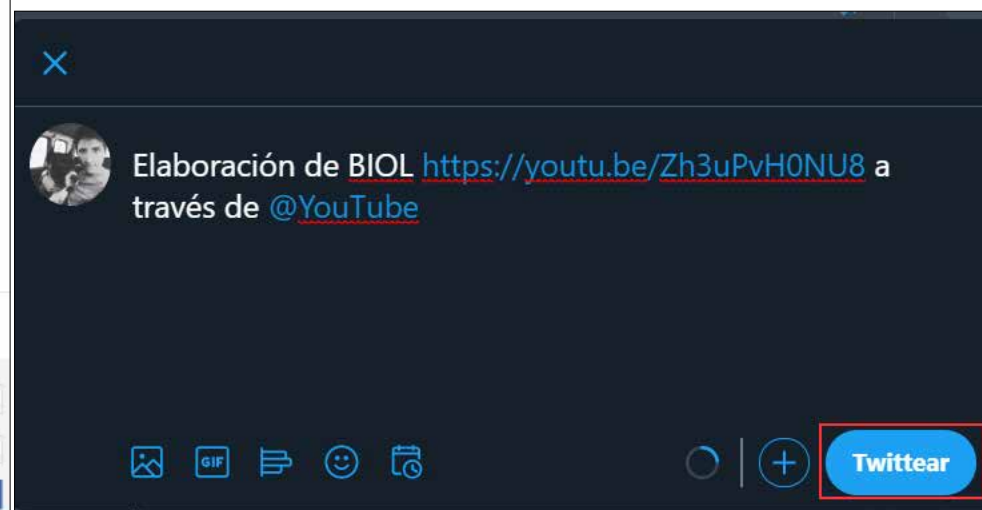 Elaboración de BIOL https://youtu.be/Zh3uPvH0NU8 a
través de @YouTube
GIF
Twittear